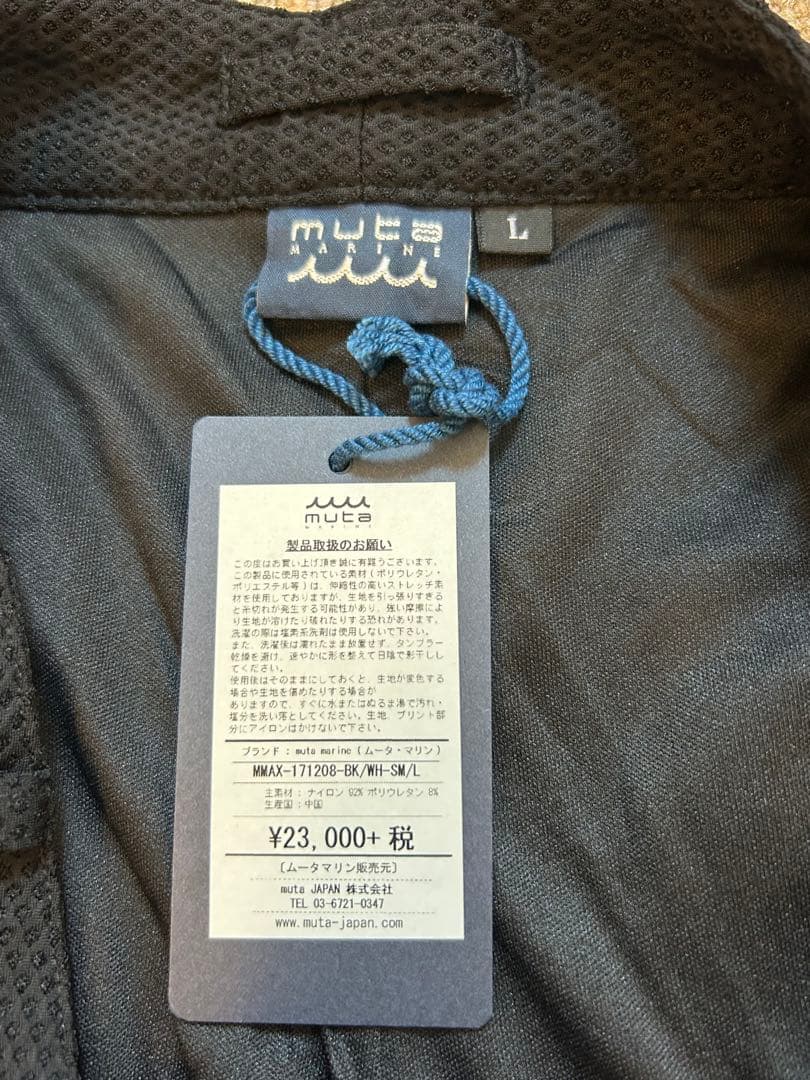 muta
MARINE
L
muta
MARINE
製品取扱のお願い
この度はお買い上げ頂き誠に有難うございます。
この製品に使用されている素材(ポリウレタン・
ポリエステル等)は、伸縮性の高いストレッチ素
材を使用しておりますが、生地を引っ張りすぎる
と糸切れが発生する可能性があり、強い摩擦によ
り生地が溶けたり破れたりする恐れがあります。
洗濯の際は塩素系洗剤は使用しないで下さい。
また、洗濯後は濡れたまま放置せず、タンブラー
乾燥を避け、速やかに形を整えて日陰で影干しし
てください。
使用後はそのままにしておくと、生地が変色する
場合や生地を傷めたりする場合が
ありますので、すぐに水またはぬるま湯で汚れ・
塩分を洗い落としてください。生地、プリント部
分にアイロンはかけないで下さい。
ブランド : muta marine(ムータ・マリン)
MMAX-171208-BK/WH-SM/L
主素材 : ナイロン 92% ポリウレタン 8%
生産国 : 中国
¥23,000+税
〔ムータマリン販売元〕
muta JAPAN 株式会社
TEL 03-6721-0347
www.muta-japan.com